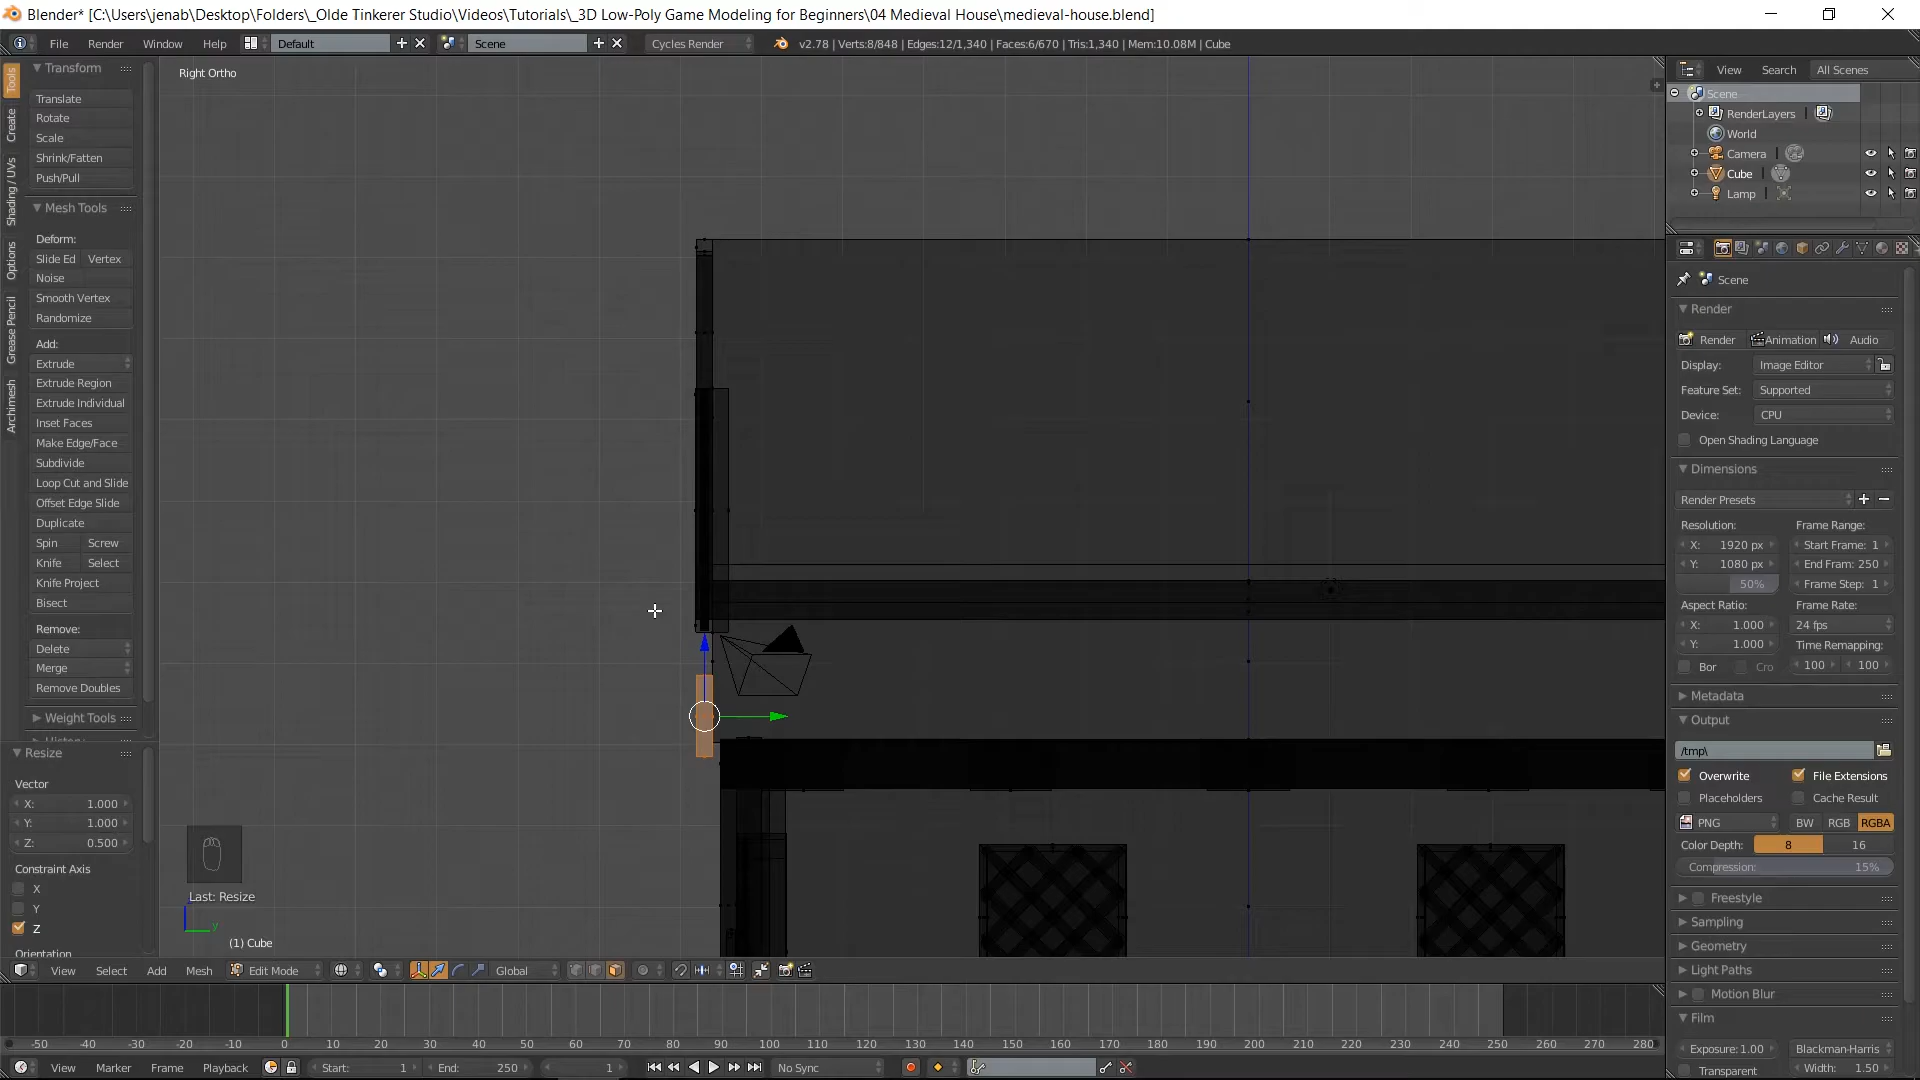 Blender* [C:\Users\jenab\Desktop\Folders\_Olde Tinkerer Studio\Videos\Tutorials\_3D Low-Poly Game Modeling for Beginners\04 Medieval House\medieval-house.blend]
File Render Window Help Default Scene Cycles Render v2.78 | Verts:8/848 | Edges:12/1,340 | Faces:6/670 | Tris:1,340 | Mem:10.08M | Cube
Tools
Create
Shading / UVs
Options
Grease Pencil
Archimesh
Transform
Translate
Rotate
Scale
Shrink/Fatten
Push/Pull
Mesh Tools
Deform:
Slide Ed Vertex
Noise
Smooth Vertex
Randomize
Add:
Extrude
Extrude Region
Extrude Individual
Inset Faces
Make Edge/Face
Subdivide
Loop Cut and Slide
Offset Edge Slide
Duplicate
Spin Screw
Knife Select
Knife Project
Bisect
Remove:
Delete
Merge
Remove Doubles
Weight Tools
Resize
Vector
X: 1.000
Y: 1.000
Z: 0.500
Constraint Axis
X
Y
Z
Orientation
Right Ortho
Last: Resize
y
(1) Cube
View Select Add Mesh Edit Mode Global
-50 -40 -30 -20 -10 0 10 20 30 40 50 60 70 80 90 100 110 120 130 140 150 160 170 180 190 200 210 220 230 240 250 260 270 280
View Marker Frame Playback Start: 1 End: 250 1 No Sync
View Search All Scenes
Scene
RenderLayers
World
Camera
Cube
Lamp
Scene
Render
Render Animation Audio
Display: Image Editor
Feature Set: Supported
Device: CPU
Open Shading Language
Dimensions
Render Presets
Resolution: Frame Range:
X: 1920 px Start Frame: 1
Y: 1080 px End Fram: 250
50% Frame Step: 1
Aspect Ratio: Frame Rate:
X: 1.000 24 fps
Y: 1.000 Time Remapping:
Bor Cro 100 100
Metadata
Output
/tmp\
Overwrite File Extensions
Placeholders Cache Result
PNG BW RGB RGBA
Color Depth: 8 16
Compression: 15%
Freestyle
Sampling
Geometry
Light Paths
Motion Blur
Film
Exposure: 1.00 Blackman-Harris
Transparent Width: 1.50